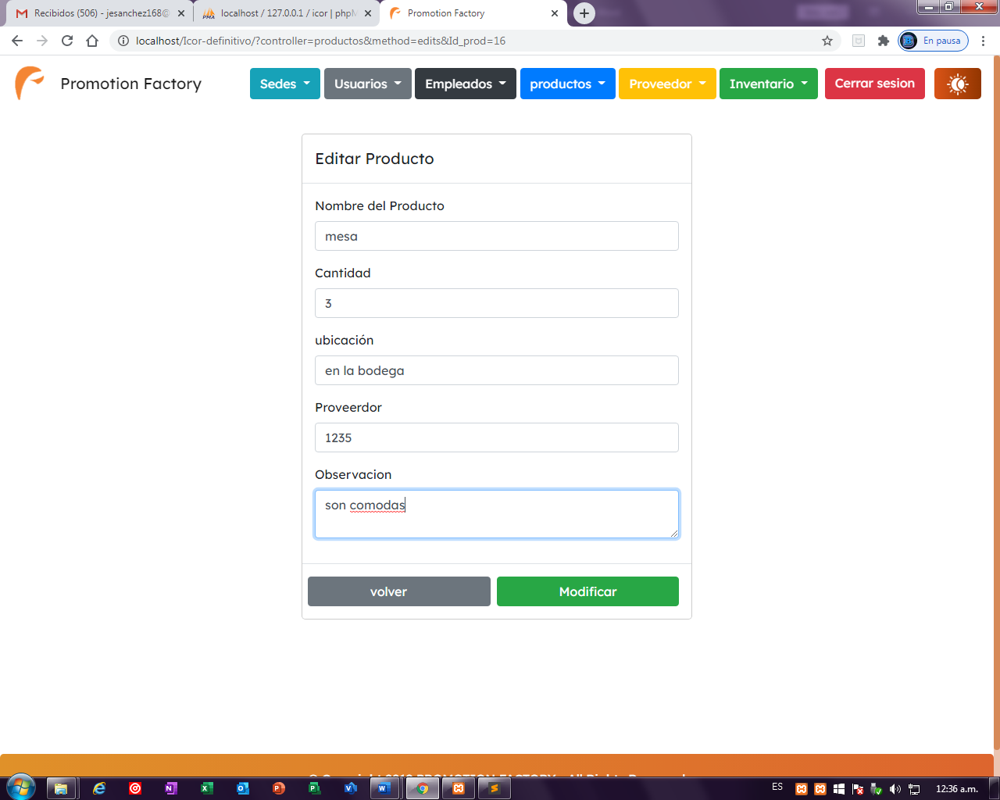 Recibidos (506) - jesanchez168@
localhost / 127.0.0.1 / icor | phpM
Promotion Factory
localhost/Icor-definitivo/?controller=productos&method=edits&Id_prod=16
En pausa
Promotion Factory
Sedes
Usuarios
Empleados
productos
Proveedor
Inventario
Cerrar sesion
Editar Producto
Nombre del Producto
mesa
Cantidad
3
ubicación
en la bodega
Proveerdor
1235
Observacion
son comodas
volver
Modificar
ES
12:36 a.m.